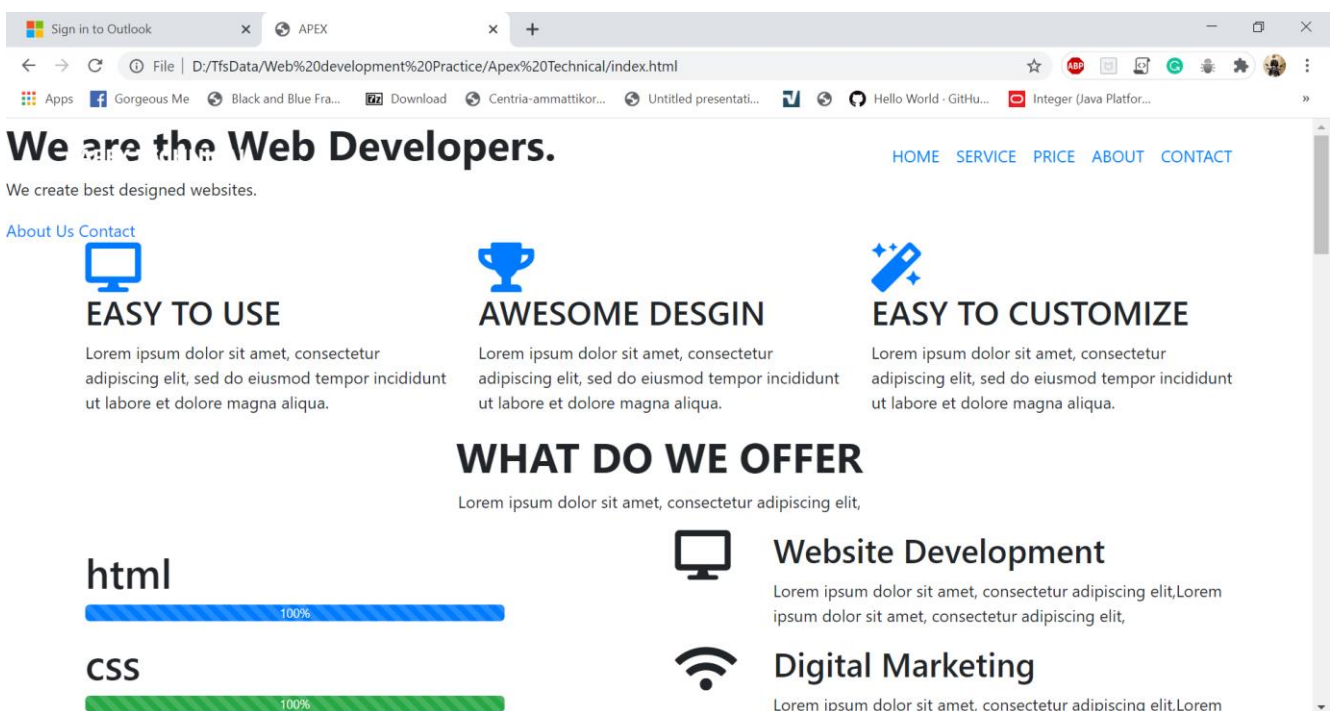 Sign in to Outlook
APEX
File | D:/TfsData/Web%20development%20Practice/Apex%20Technical/index.html
ABP
Apps Gorgeous Me Black and Blue Fra... Download Centria-ammattikor... Untitled presentati... Hello World · GitHu... Integer (Java Platfor... »
We are the Web Developers.
HOME SERVICE PRICE ABOUT CONTACT
We create best designed websites.
About Us Contact
EASY TO USE
Lorem ipsum dolor sit amet, consectetur
adipiscing elit, sed do eiusmod tempor incididunt
ut labore et dolore magna aliqua.
AWESOME DESGIN
Lorem ipsum dolor sit amet, consectetur
adipiscing elit, sed do eiusmod tempor incididunt
ut labore et dolore magna aliqua.
EASY TO CUSTOMIZE
Lorem ipsum dolor sit amet, consectetur
adipiscing elit, sed do eiusmod tempor incididunt
ut labore et dolore magna aliqua.
WHAT DO WE OFFER
Lorem ipsum dolor sit amet, consectetur adipiscing elit,
html
100%
css
100%
Website Development
Lorem ipsum dolor sit amet, consectetur adipiscing elit,Lorem
ipsum dolor sit amet, consectetur adipiscing elit,
Digital Marketing
Lorem ipsum dolor sit amet, consectetur adipiscing elit,Lorem